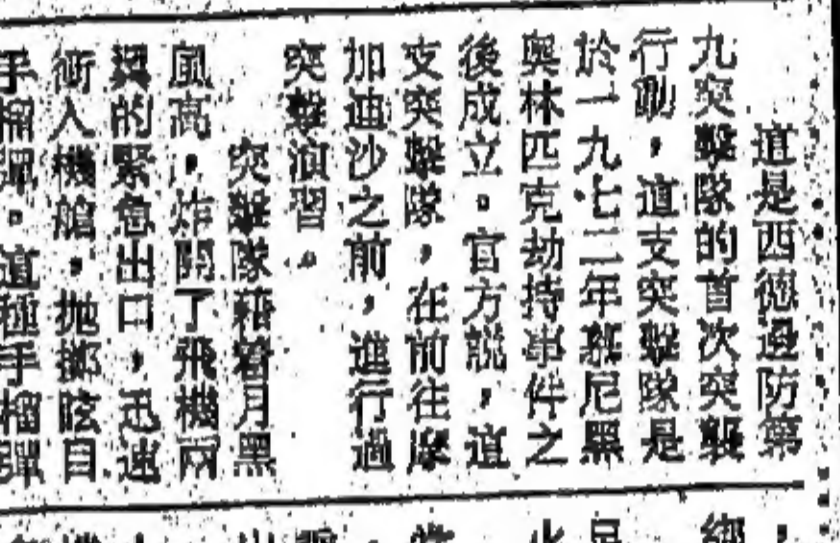 這是西德邊防第
九突擊隊的首次突襲
行動,這支突擊隊是
於一九七二年慕尼黑
奧林匹克劫持事件之
後成立。官方說,這
支突擊隊,在前往摩
加迪沙之前,進行過
突擊演習。
突擊隊藉着月黑
風高,炸開了飛機兩
翼的緊急出口,迅速
衝入機艙,拋擲眩目
手榴彈。這種手榴彈